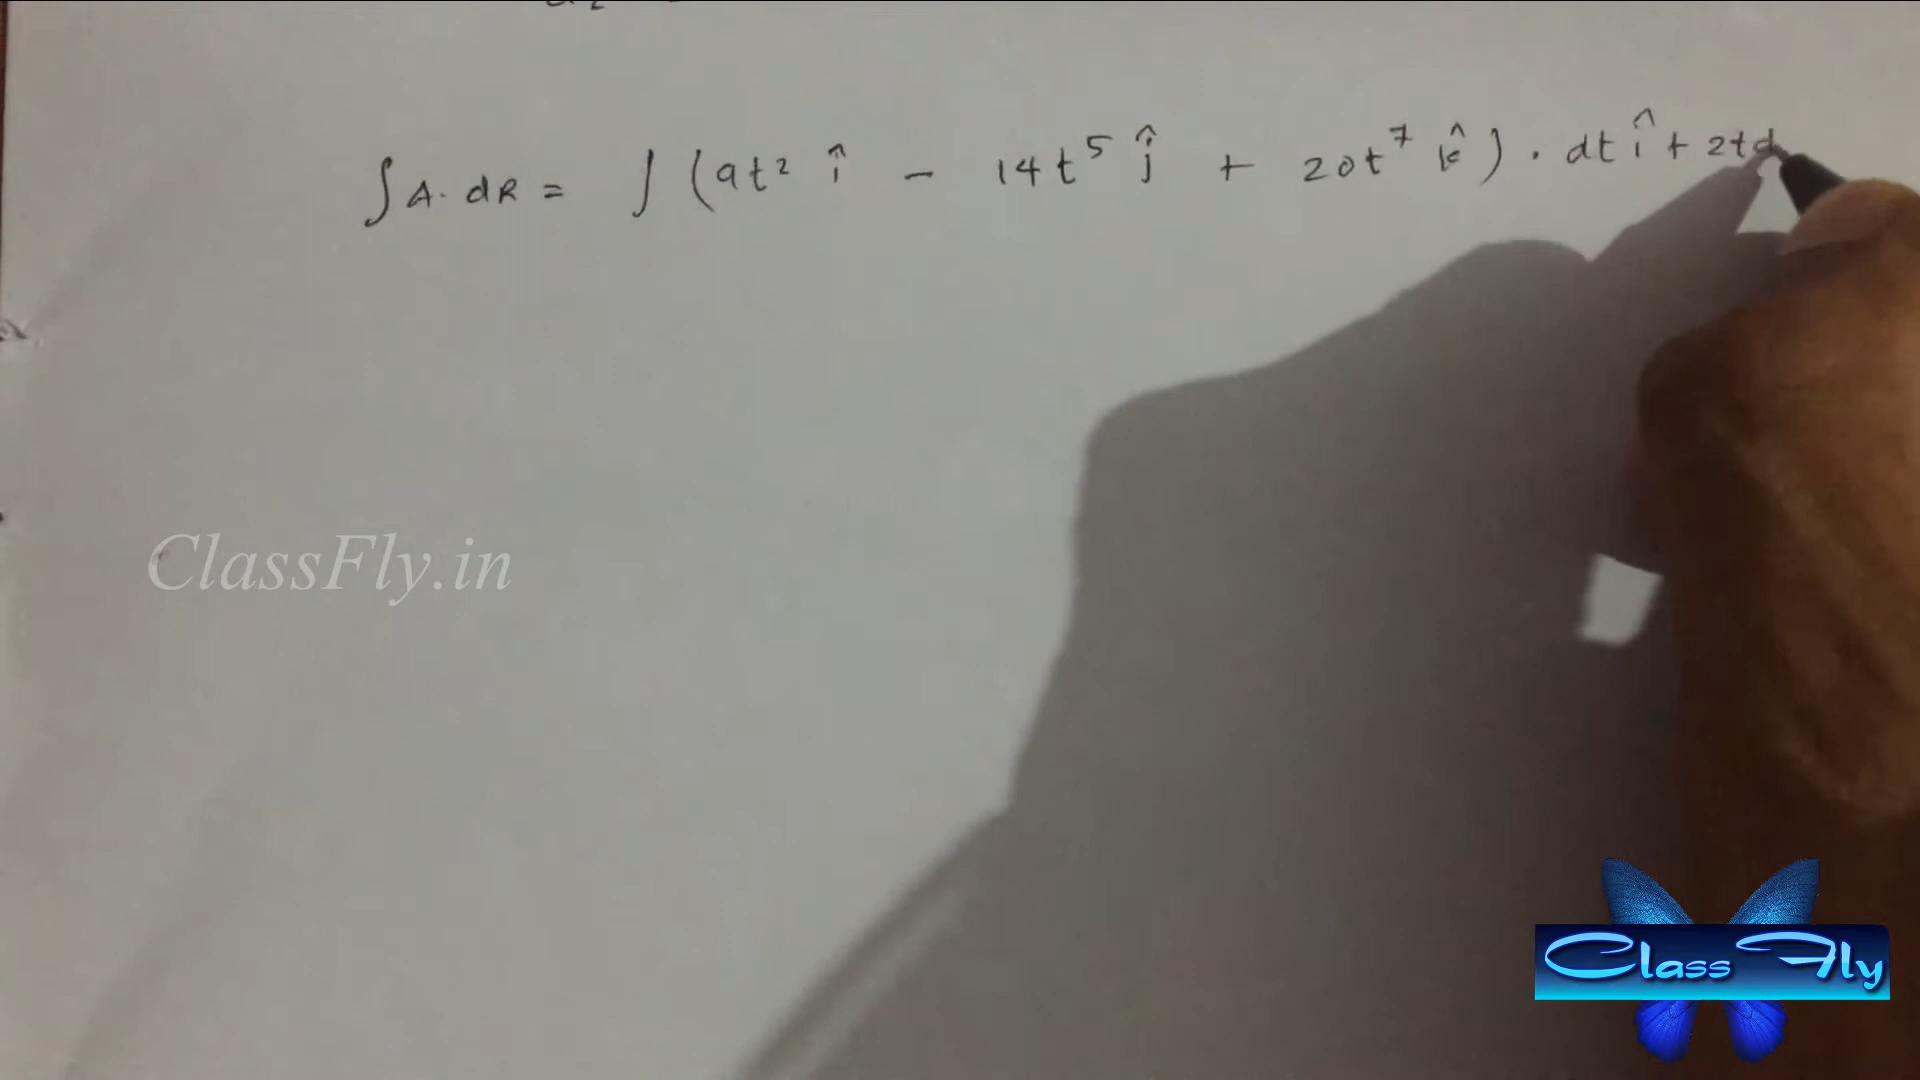 ∫A. dR = ∫ (9t² î - 14t⁵ ĵ + 20t⁷ k̂) . dt î + 2td
ClassFly.in
Class Fly